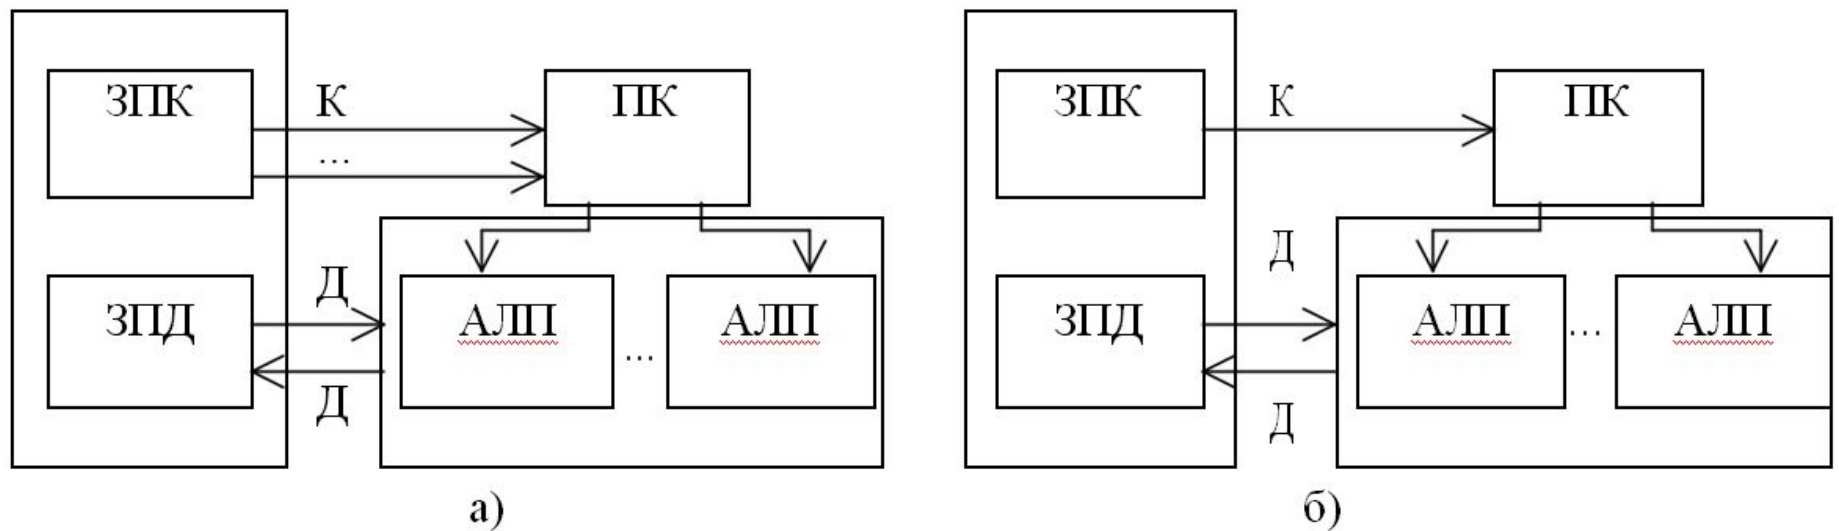 ЗПК
К
...
ПК
ЗПД
Д
Д
АЛП
...
АЛП
а)
ЗПК
К
ПК
ЗПД
Д
Д
АЛП
...
АЛП
б)